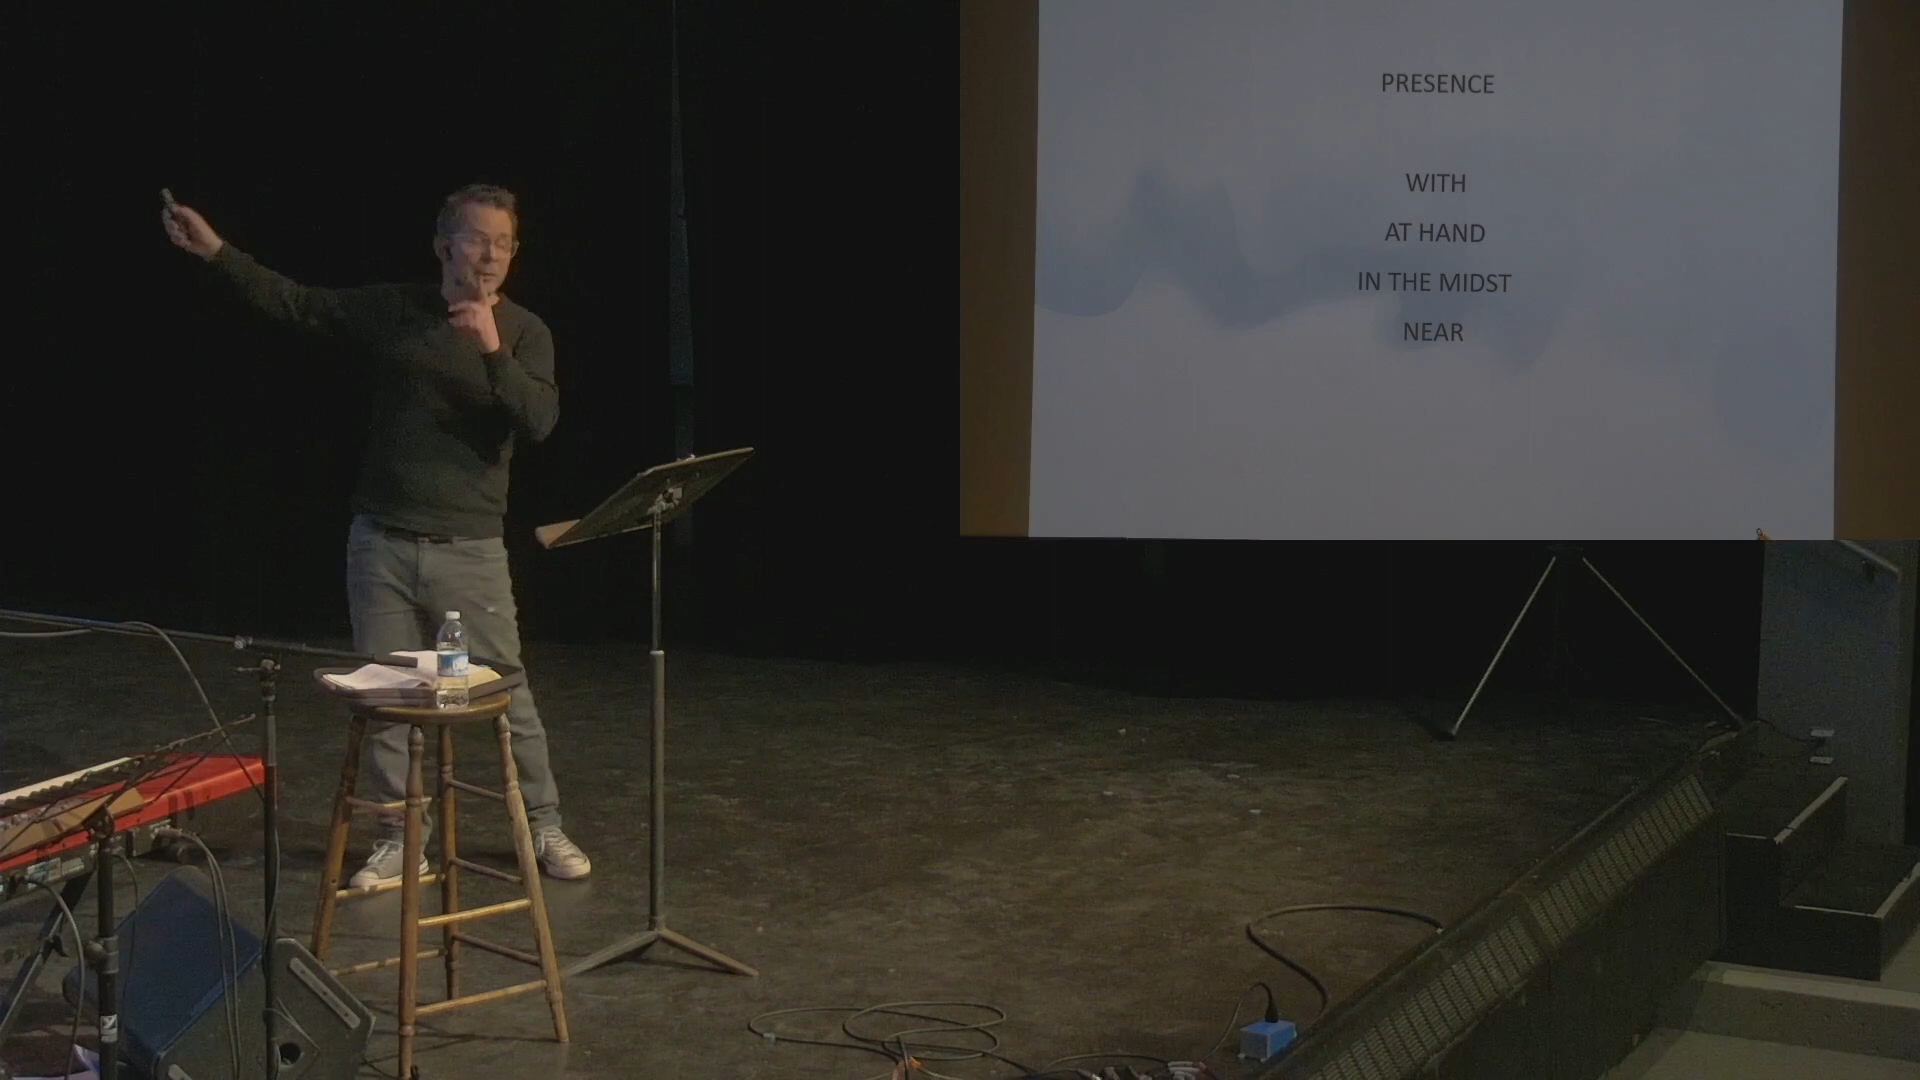 PRESENCE
WITH
AT HAND
IN THE MIDST
NEAR